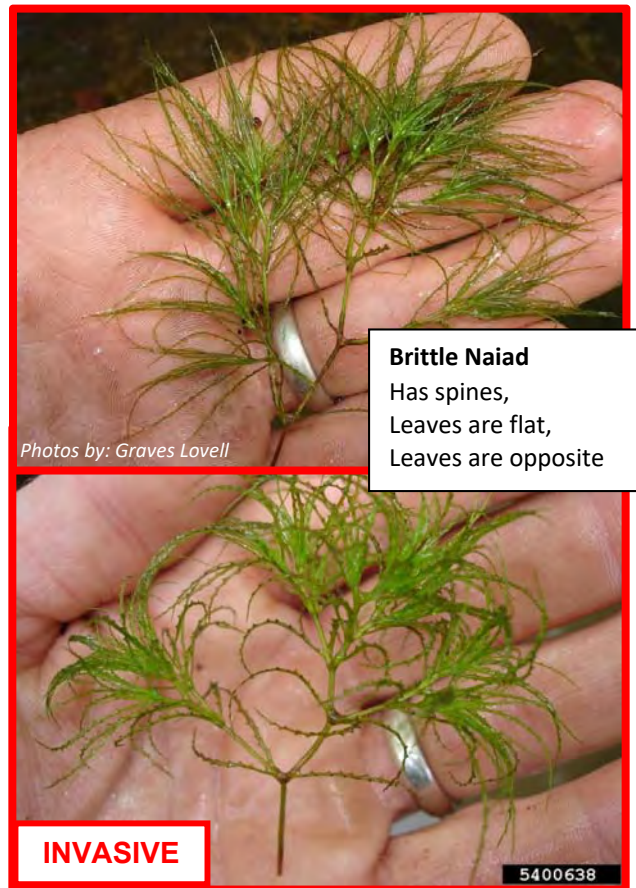 Brittle Naiad
Has spines,
Leaves are flat,
Leaves are opposite
Photos by: Graves Lovell
INVASIVE
5400638